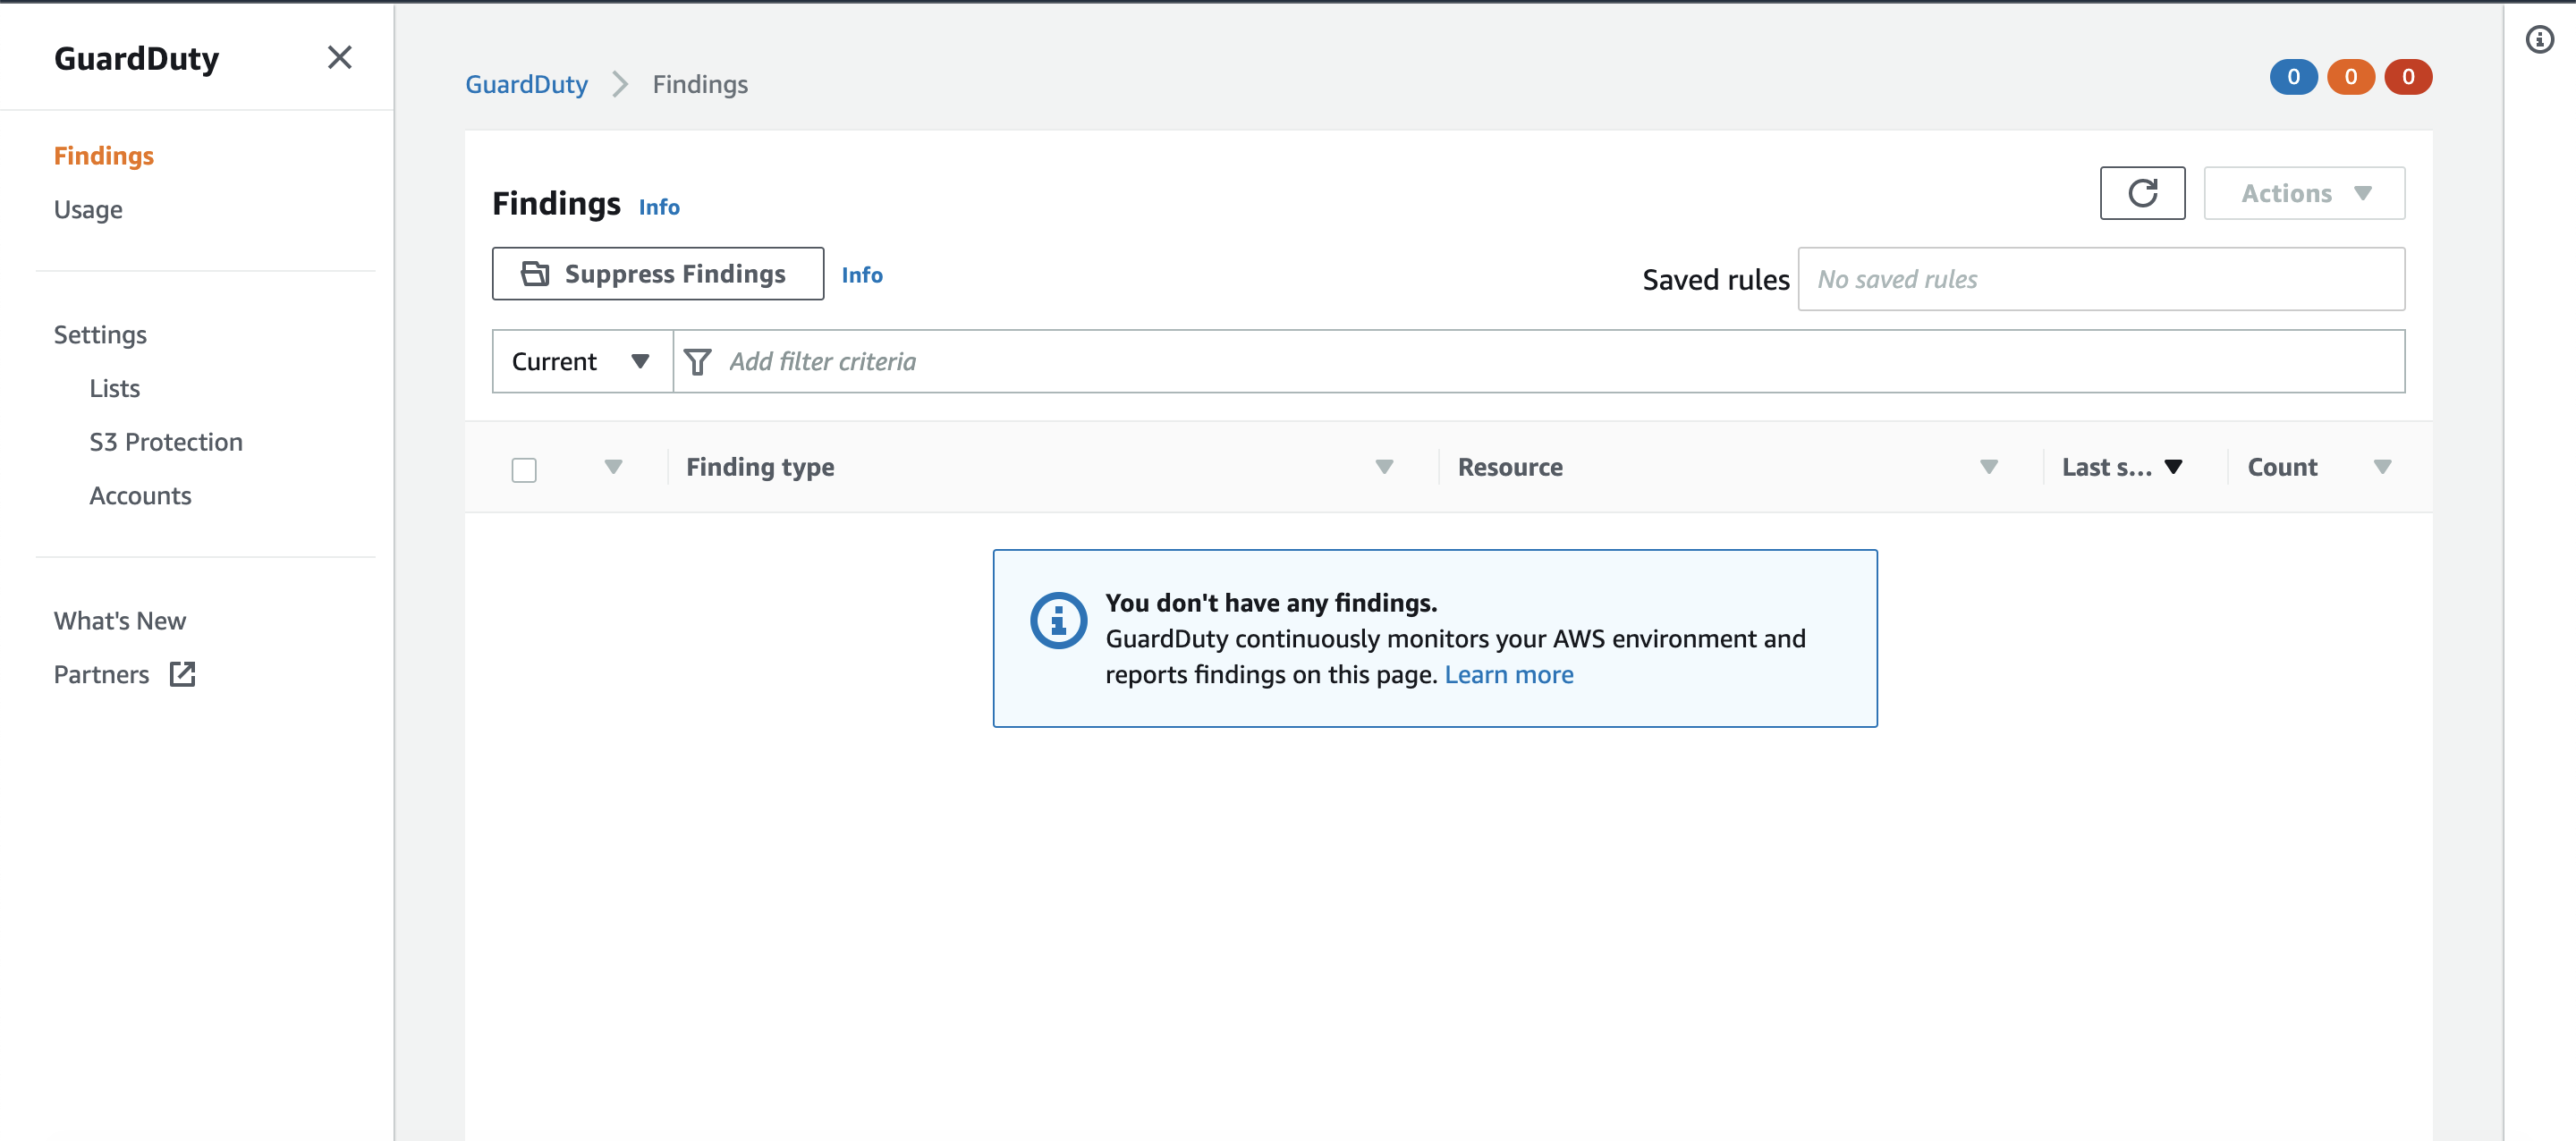 GuardDuty
Findings
Usage
Settings
Lists
S3 Protection
Accounts
What's New
Partners
GuardDuty Findings
0 0 0
Findings Info
Actions
Suppress Findings Info
Saved rules No saved rules
Current Add filter criteria
Finding type Resource Last s... Count
You don't have any findings.
GuardDuty continuously monitors your AWS environment and
reports findings on this page. Learn more